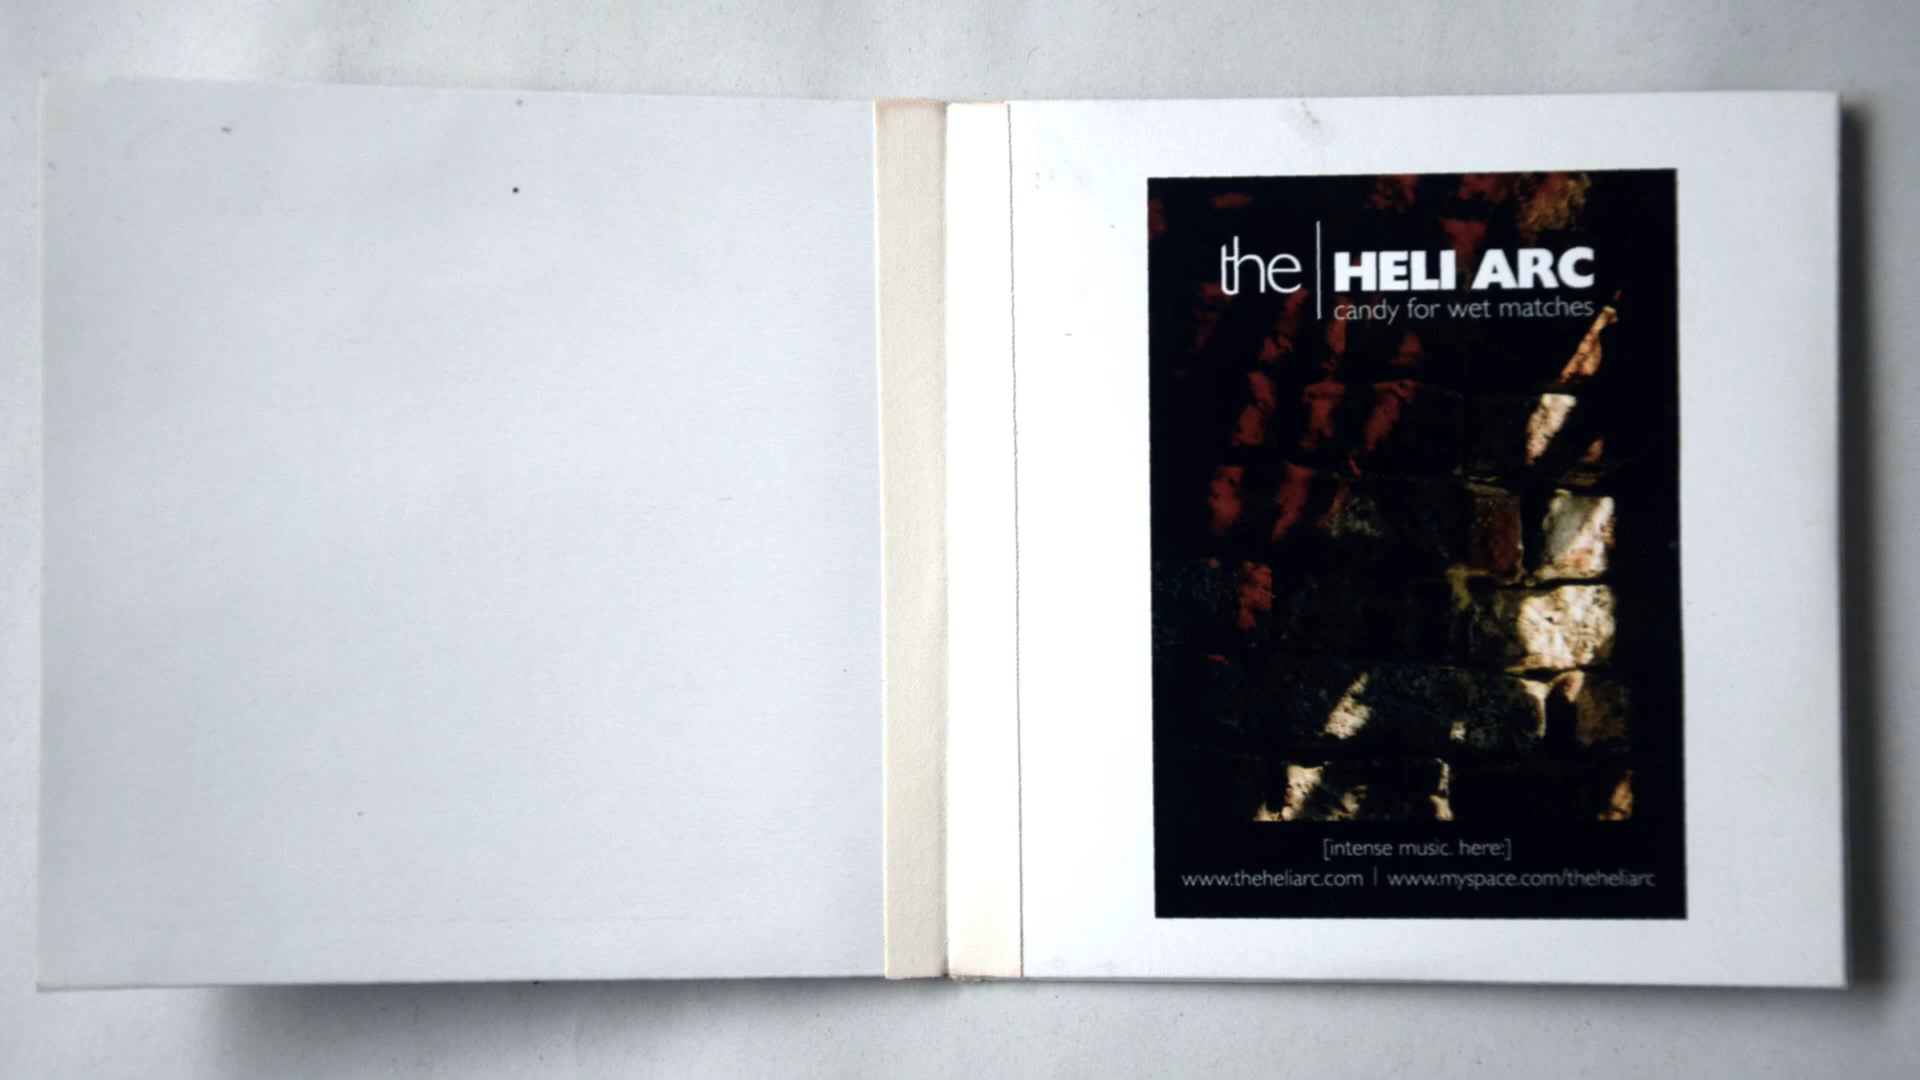 the | HELI ARC
candy for wet matches
[intense music. here:]
www.theheliarc.com | www.myspace.com/theheliarc